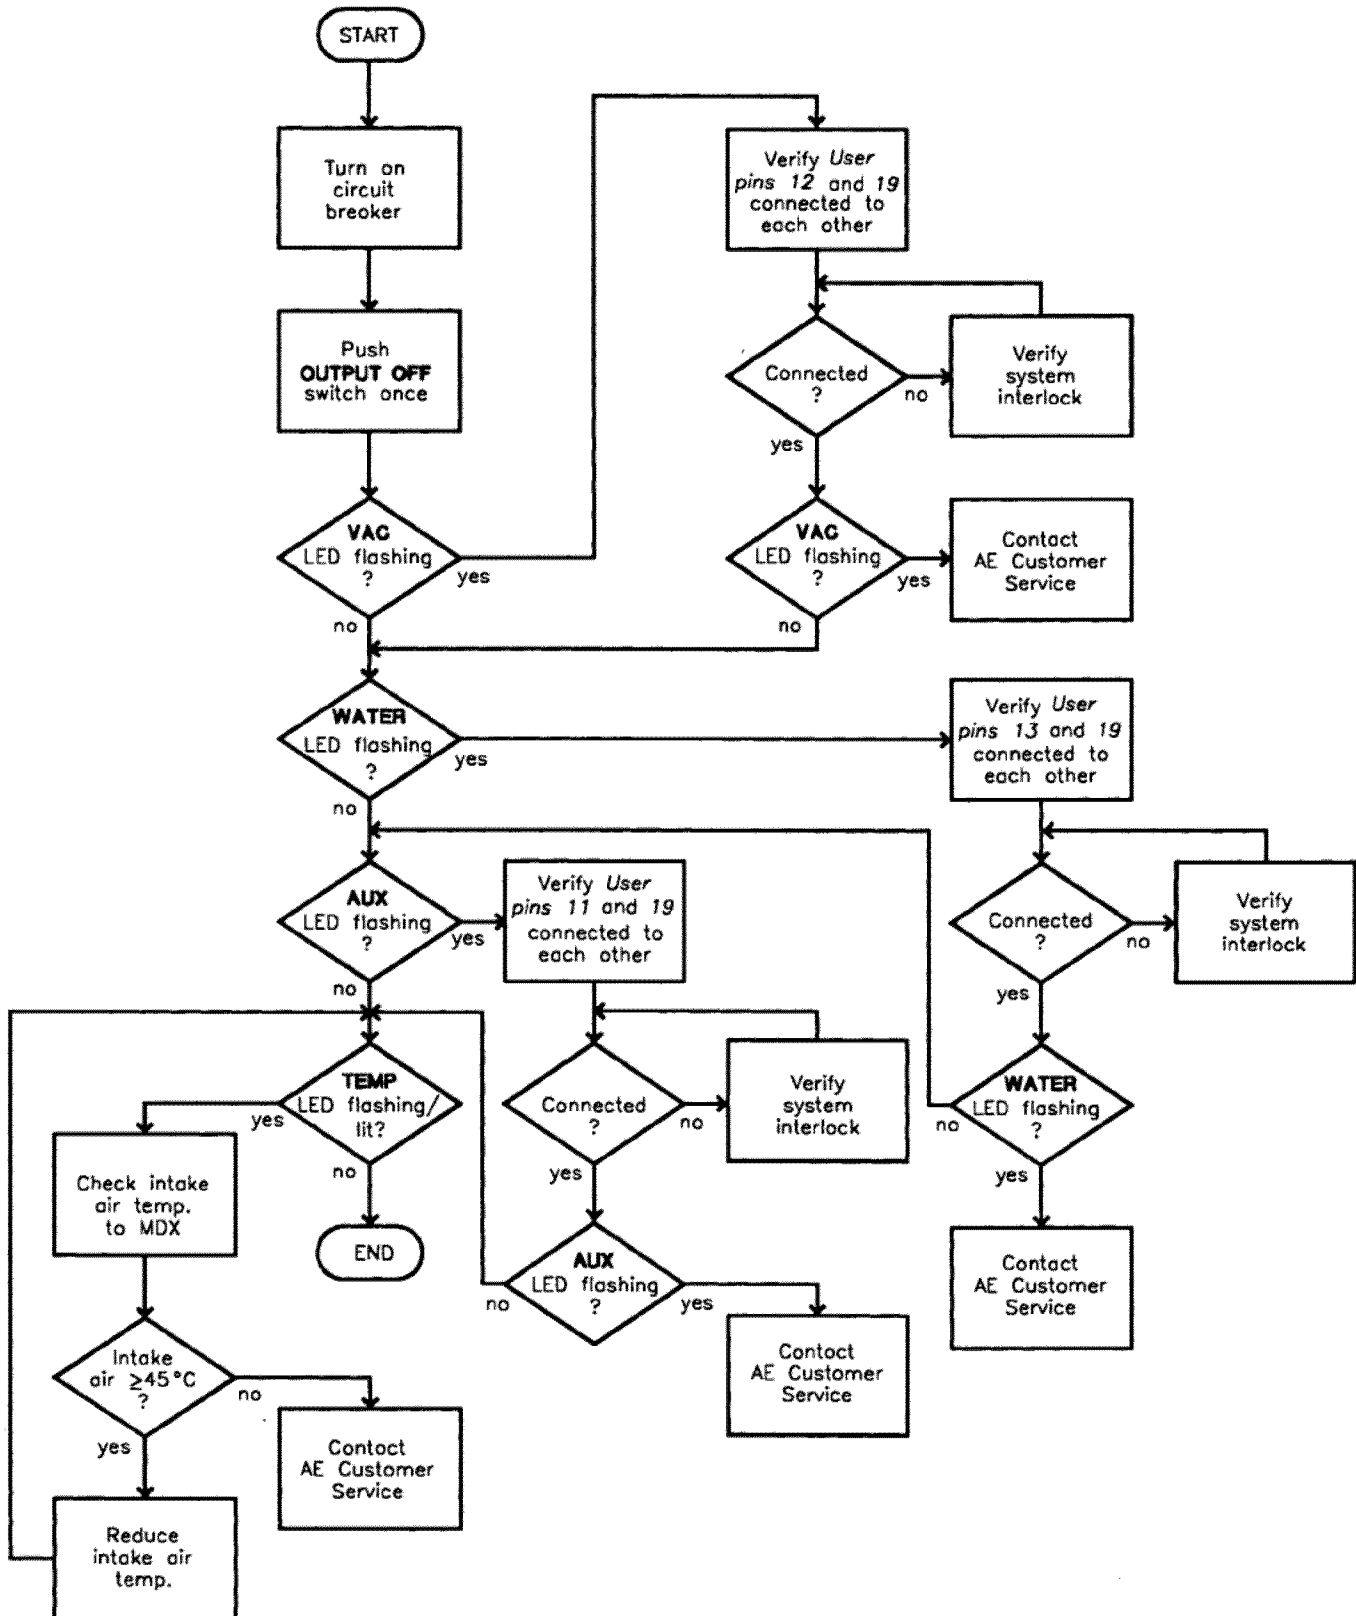 START
Turn on
circuit
breaker
Push
OUTPUT OFF
switch once
VAC
LED flashing
?
yes
no
Verify User
pins 12 and 19
connected to
each other
Connected
?
no
yes
Verify
system
interlock
VAC
LED flashing
?
yes
no
Contact
AE Customer
Service
WATER
LED flashing
?
yes
no
Verify User
pins 13 and 19
connected to
each other
Connected
?
no
yes
Verify
system
interlock
WATER
LED flashing
?
no
yes
Contact
AE Customer
Service
AUX
LED flashing
?
yes
no
Verify User
pins 11 and 19
connected to
each other
Connected
?
no
yes
Verify
system
interlock
AUX
LED flashing
?
no
yes
Contact
AE Customer
Service
TEMP
LED flashing/
lit?
yes
no
END
Check intake
air temp.
to MDX
Intake
air ≥45°C
?
no
yes
Contact
AE Customer
Service
Reduce
intake air
temp.